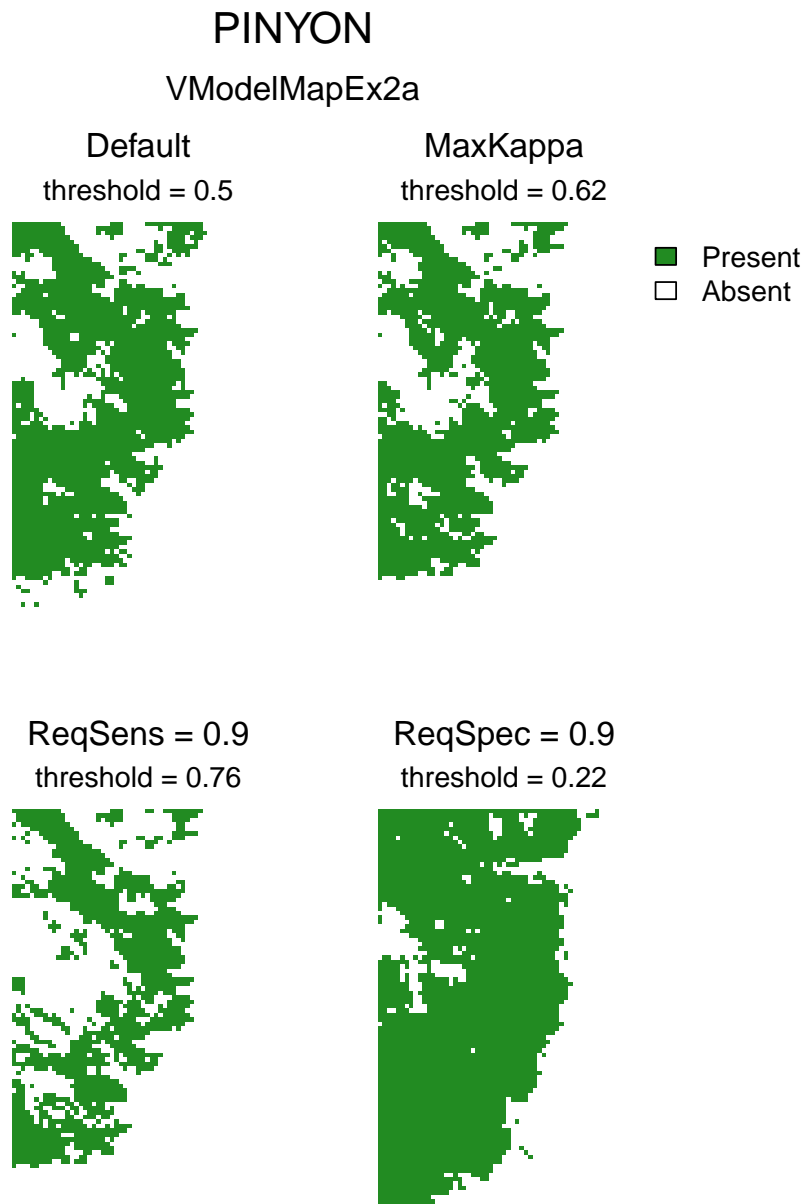 PINYON
VModelMapEx2a
Default
threshold = 0.5
MaxKappa
threshold = 0.62
Present
Absent
ReqSens = 0.9
threshold = 0.76
ReqSpec = 0.9
threshold = 0.22